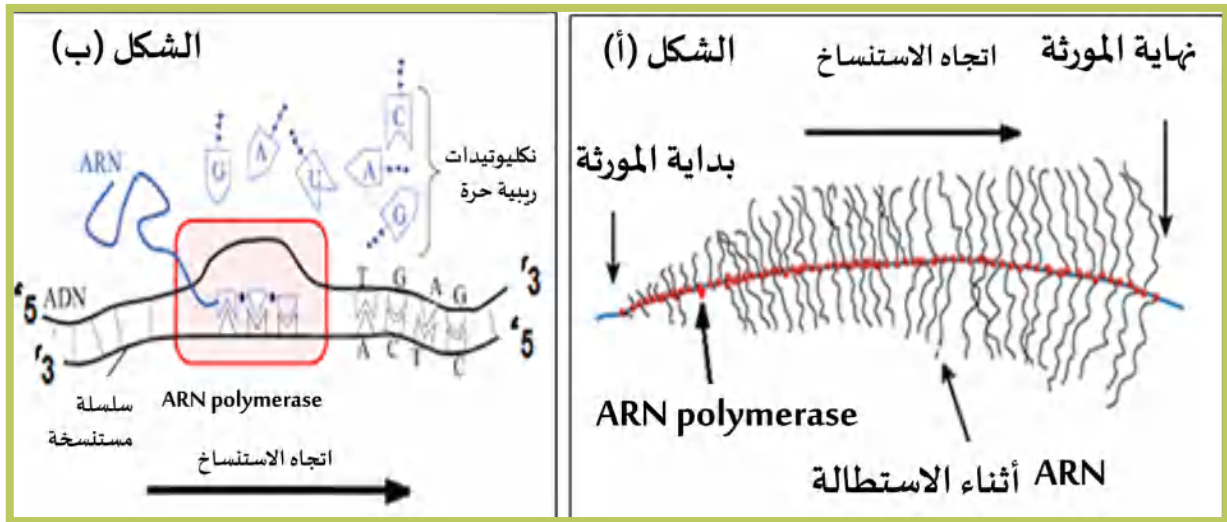 الشكل (أ)
اتجاه الاستنساخ
نهاية المورثة
بداية المورثة
ARN polymerase
ARN أثناء الاستطالة
الشكل (ب)
G
A
U
C
A
G
نكليوتيدات
ريبية حرة
ARN
ADN
5'
3'
T G A G
A C T C
3'
5'
سلسلة
مستنسخة
ARN polymerase
اتجاه الاستنساخ